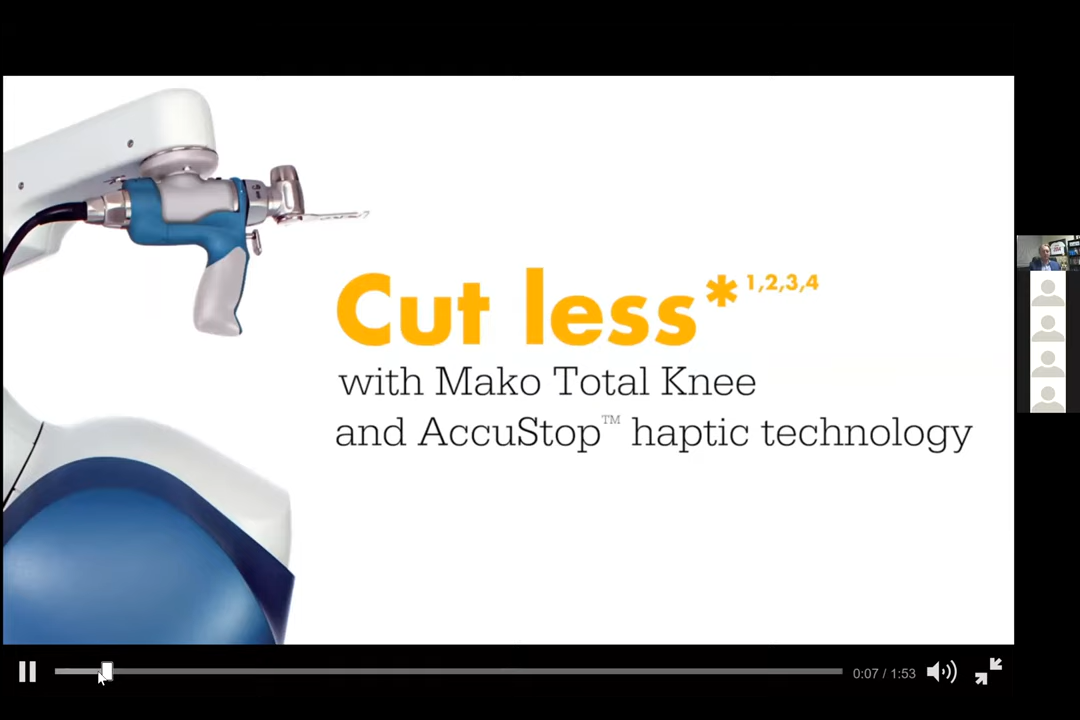 Cut less*1,2,3,4
with Mako Total Knee
and AccuStop™ haptic technology
0:07 / 1:53